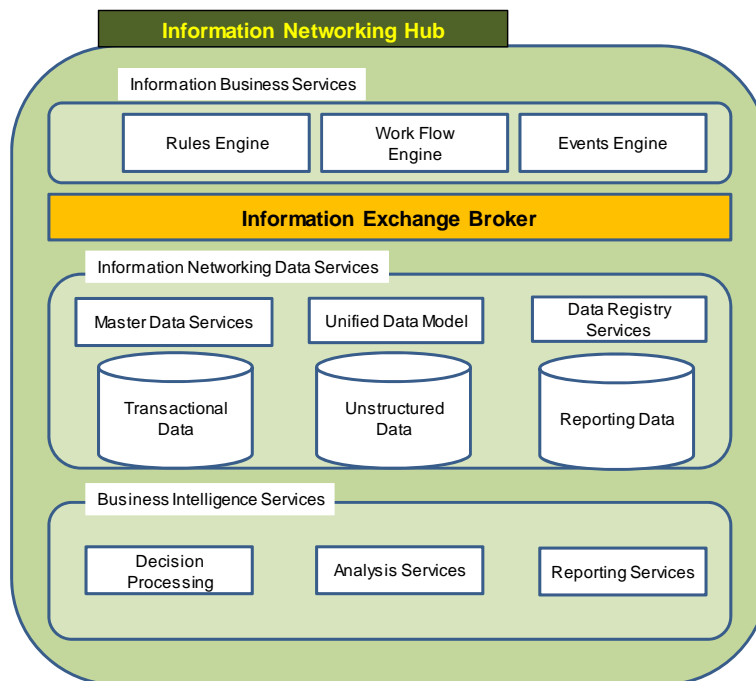 Information Networking Hub
Information Business Services
Rules Engine
Work Flow
Engine
Events Engine
Information Exchange Broker
Information Networking Data Services
Master Data Services
Unified Data Model
Data Registry
Services
Transactional
Data
Unstructured
Data
Reporting Data
Business Intelligence Services
Decision
Processing
Analysis Services
Reporting Services